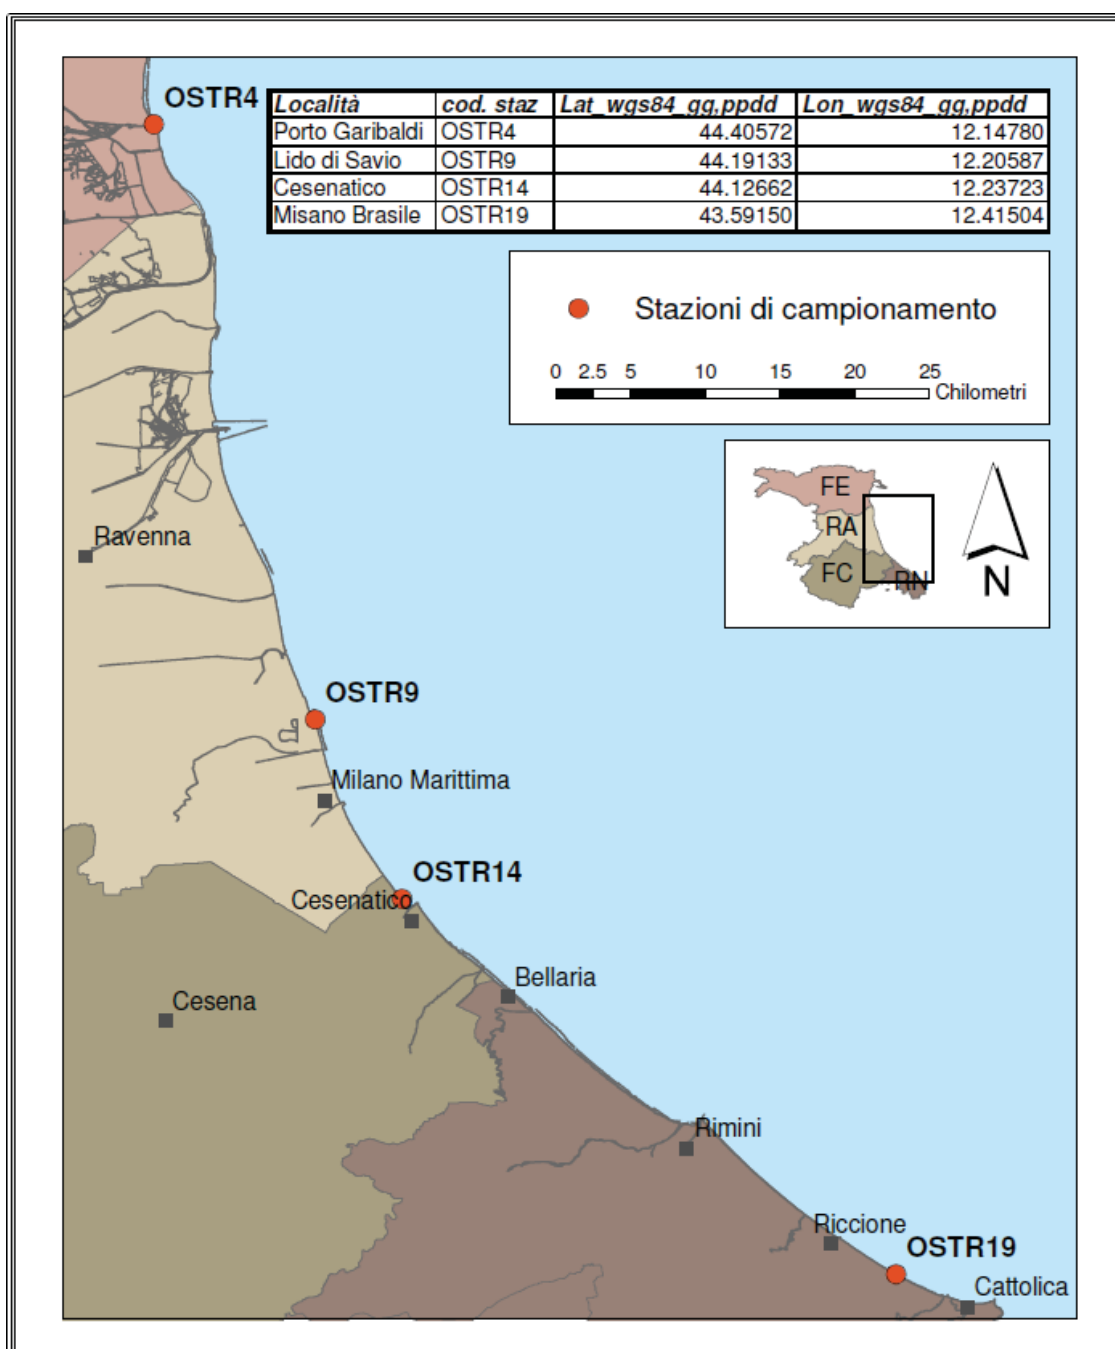 OSTR4
Località cod. staz Lat_wgs84_gg,ppdd Lon_wgs84_gg,ppdd
Porto Garibaldi OSTR4 44.40572 12.14780
Lido di Savio OSTR9 44.19133 12.20587
Cesenatico OSTR14 44.12662 12.23723
Misano Brasile OSTR19 43.59150 12.41504
Stazioni di campionamento
0 2.5 5 10 15 20 25
Chilometri
FE
RA
FC
RN
N
Ravenna
OSTR9
Milano Marittima
OSTR14
Cesenatico
Bellaria
Cesena
Rimini
Riccione
OSTR19
Cattolica